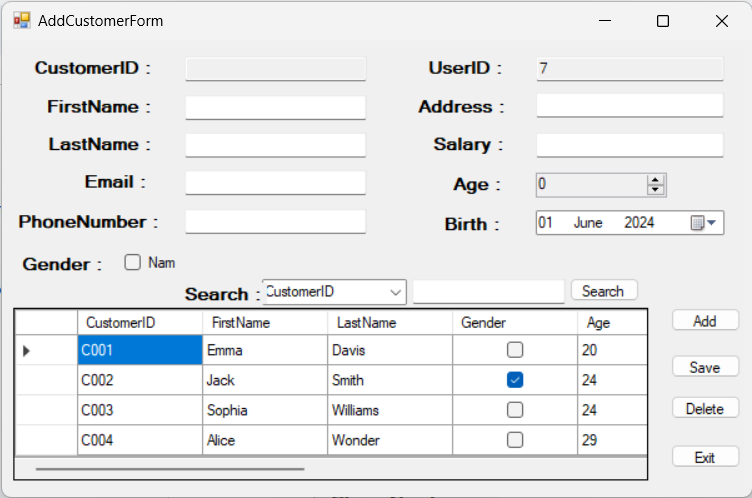 AddCustomerForm
CustomerID : UserID : 7
FirstName : Address :
LastName : Salary :
Email : Age : 0
PhoneNumber : Birth : 01 June 2024
Gender : Nam
Search : CustomerID Search
CustomerID FirstName LastName Gender Age Add
C001 Emma Davis 20
C002 Jack Smith 24 Save
C003 Sophia Williams 24 Delete
C004 Alice Wonder 29
Exit